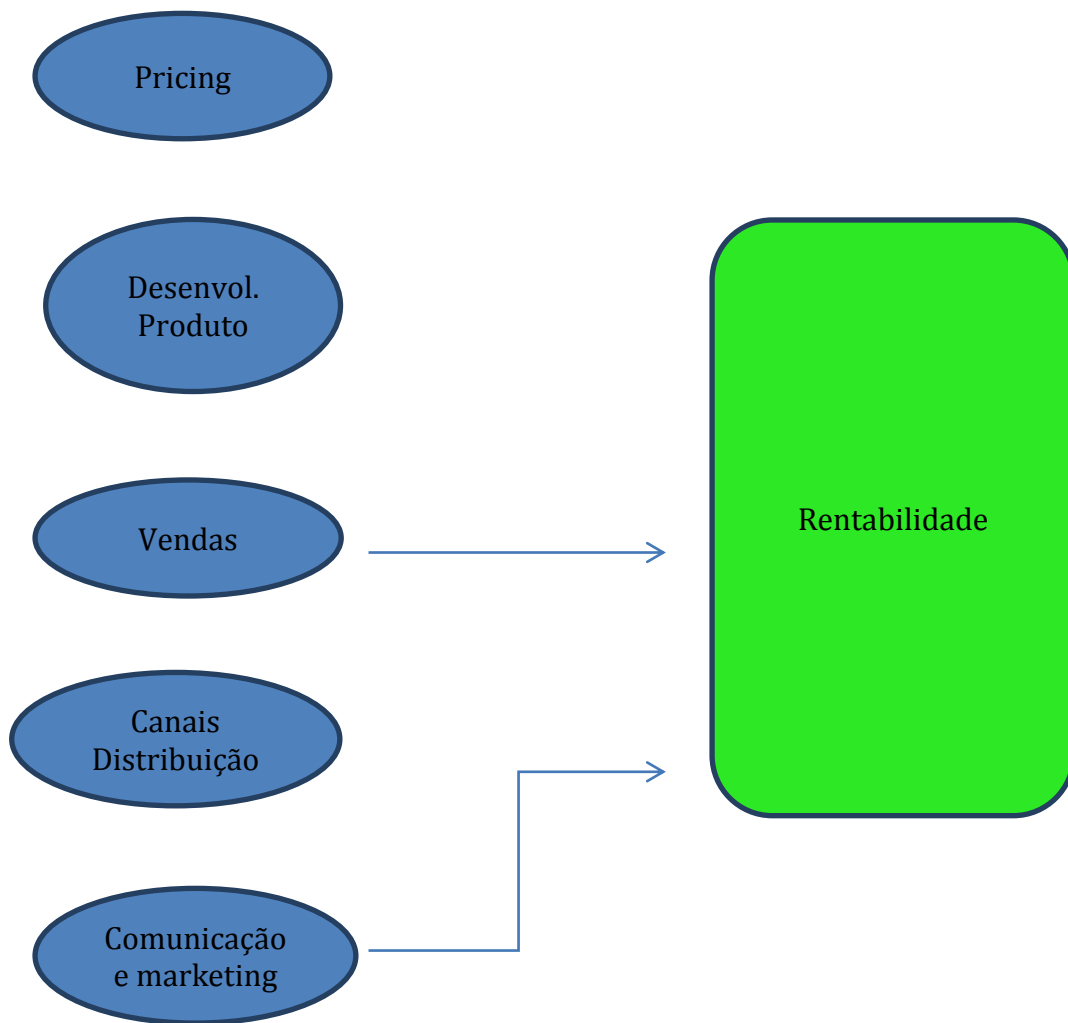 Pricing
Desenvol.
Produto
Vendas
Rentabilidade
Canais
Distribuição
Comunicação
e marketing